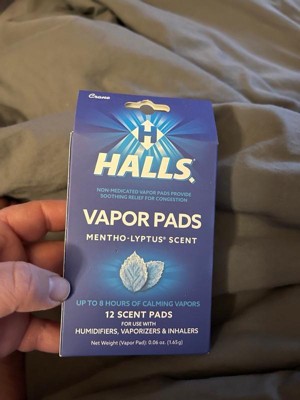 Crane
HALLS®
NON-MEDICATED VAPOR PADS PROVIDE
SOOTHING RELIEF FOR CONGESTION
VAPOR PADS
MENTHO-LYPTUS® SCENT
UP TO 8 HOURS OF CALMING VAPORS
12 SCENT PADS
FOR USE WITH
HUMIDIFIERS, VAPORIZERS & INHALERS
Net Weight (Vapor Pad): 0.06 oz. (1.65g)